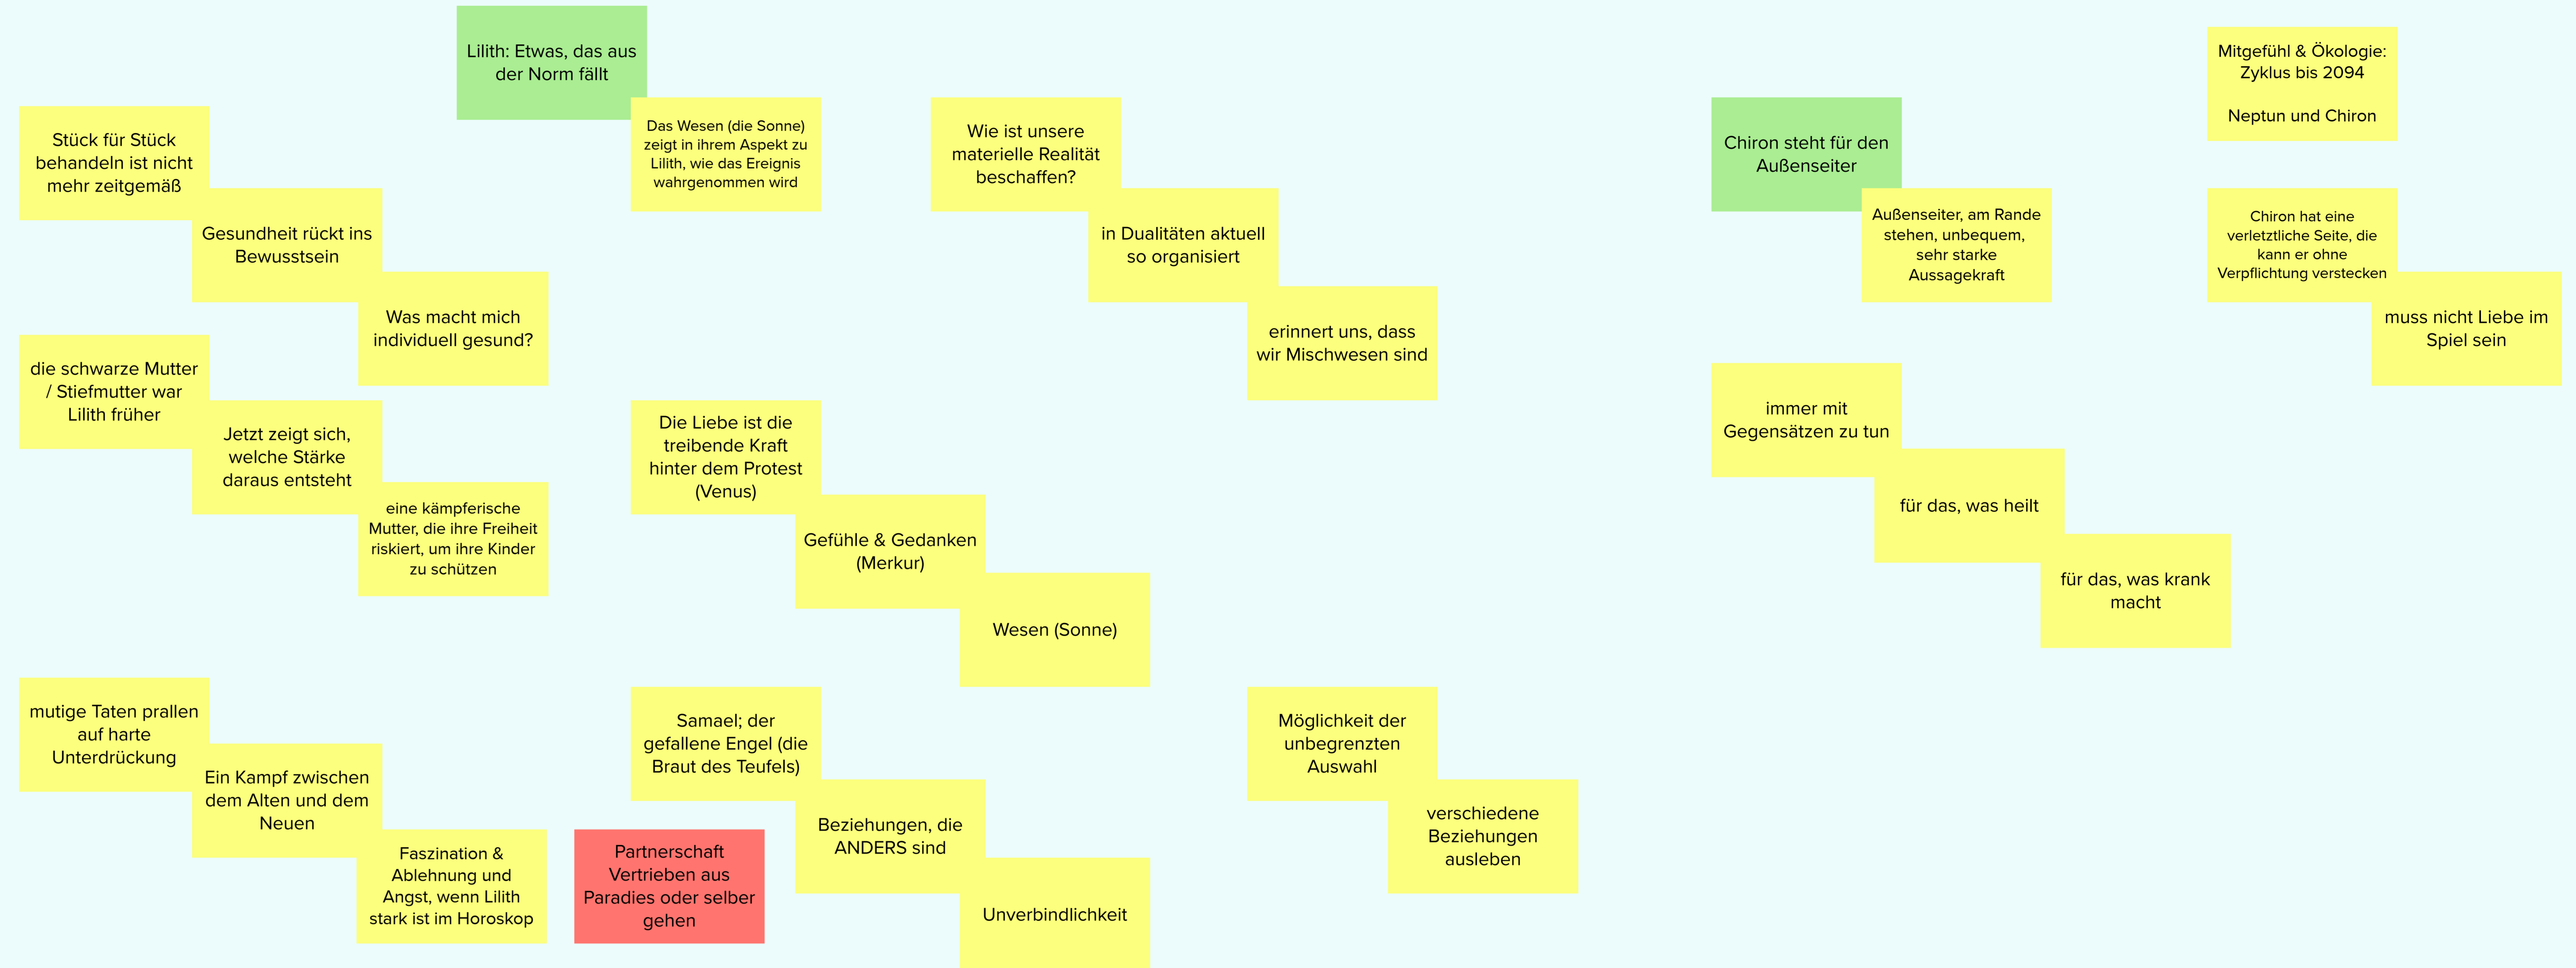 Lilith: Etwas, das aus
der Norm fällt
Das Wesen (die Sonne)
zeigt in ihrem Aspekt zu
Lilith, wie das Ereignis
wahrgenommen wird
Stück für Stück
behandeln ist nicht
mehr zeitgemäß
Gesundheit rückt ins
Bewusstsein
Was macht mich
individuell gesund?
die schwarze Mutter
/ Stiefmutter war
Lilith früher
Jetzt zeigt sich,
welche Stärke
daraus entsteht
eine kämpferische
Mutter, die ihre Freiheit
riskiert, um ihre Kinder
zu schützen
mutige Taten prallen
auf harte
Unterdrückung
Ein Kampf zwischen
dem Alten und dem
Neuen
Faszination &
Ablehnung und
Angst, wenn Lilith
stark ist im Horoskop
Wie ist unsere
materielle Realität
beschaffen?
in Dualitäten aktuell
so organisiert
erinnert uns, dass
wir Mischwesen sind
Die Liebe ist die
treibende Kraft
hinter dem Protest
(Venus)
Gefühle & Gedanken
(Merkur)
Wesen (Sonne)
Samael; der
gefallene Engel (die
Braut des Teufels)
Beziehungen, die
ANDERS sind
Unverbindlichkeit
Partnerschaft
Vertrieben aus
Paradies oder selber
gehen
Möglichkeit der
unbegrenzten
Auswahl
verschiedene
Beziehungen
ausleben
Chiron steht für den
Außenseiter
Außenseiter, am Rande
stehen, unbequem,
sehr starke
Aussagekraft
immer mit
Gegensätzen zu tun
für das, was heilt
für das, was krank
macht
Mitgefühl & Ökologie:
Zyklus bis 2094
Neptun und Chiron
Chiron hat eine
verletztliche Seite, die
kann er ohne
Verpflichtung verstecken
muss nicht Liebe im
Spiel sein